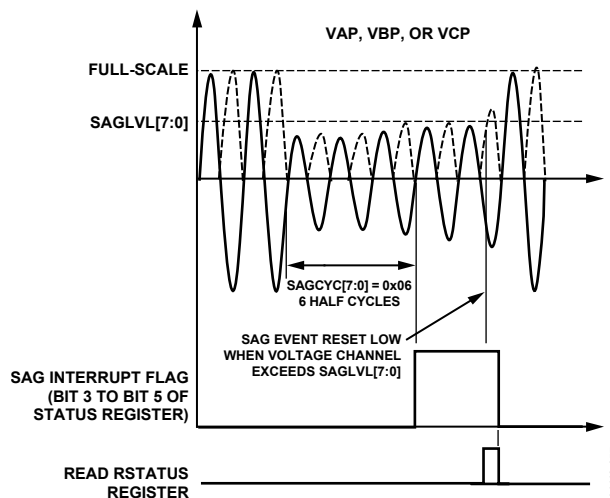 VAP, VBP, OR VCP
FULL-SCALE
SAGLVL[7:0]
SAGCYC[7:0] = 0x06
6 HALF CYCLES
SAG EVENT RESET LOW
WHEN VOLTAGE CHANNEL
EXCEEDS SAGLVL[7:0]
SAG INTERRUPT FLAG
(BIT 3 TO BIT 5 OF
STATUS REGISTER)
READ RSTATUS
REGISTER